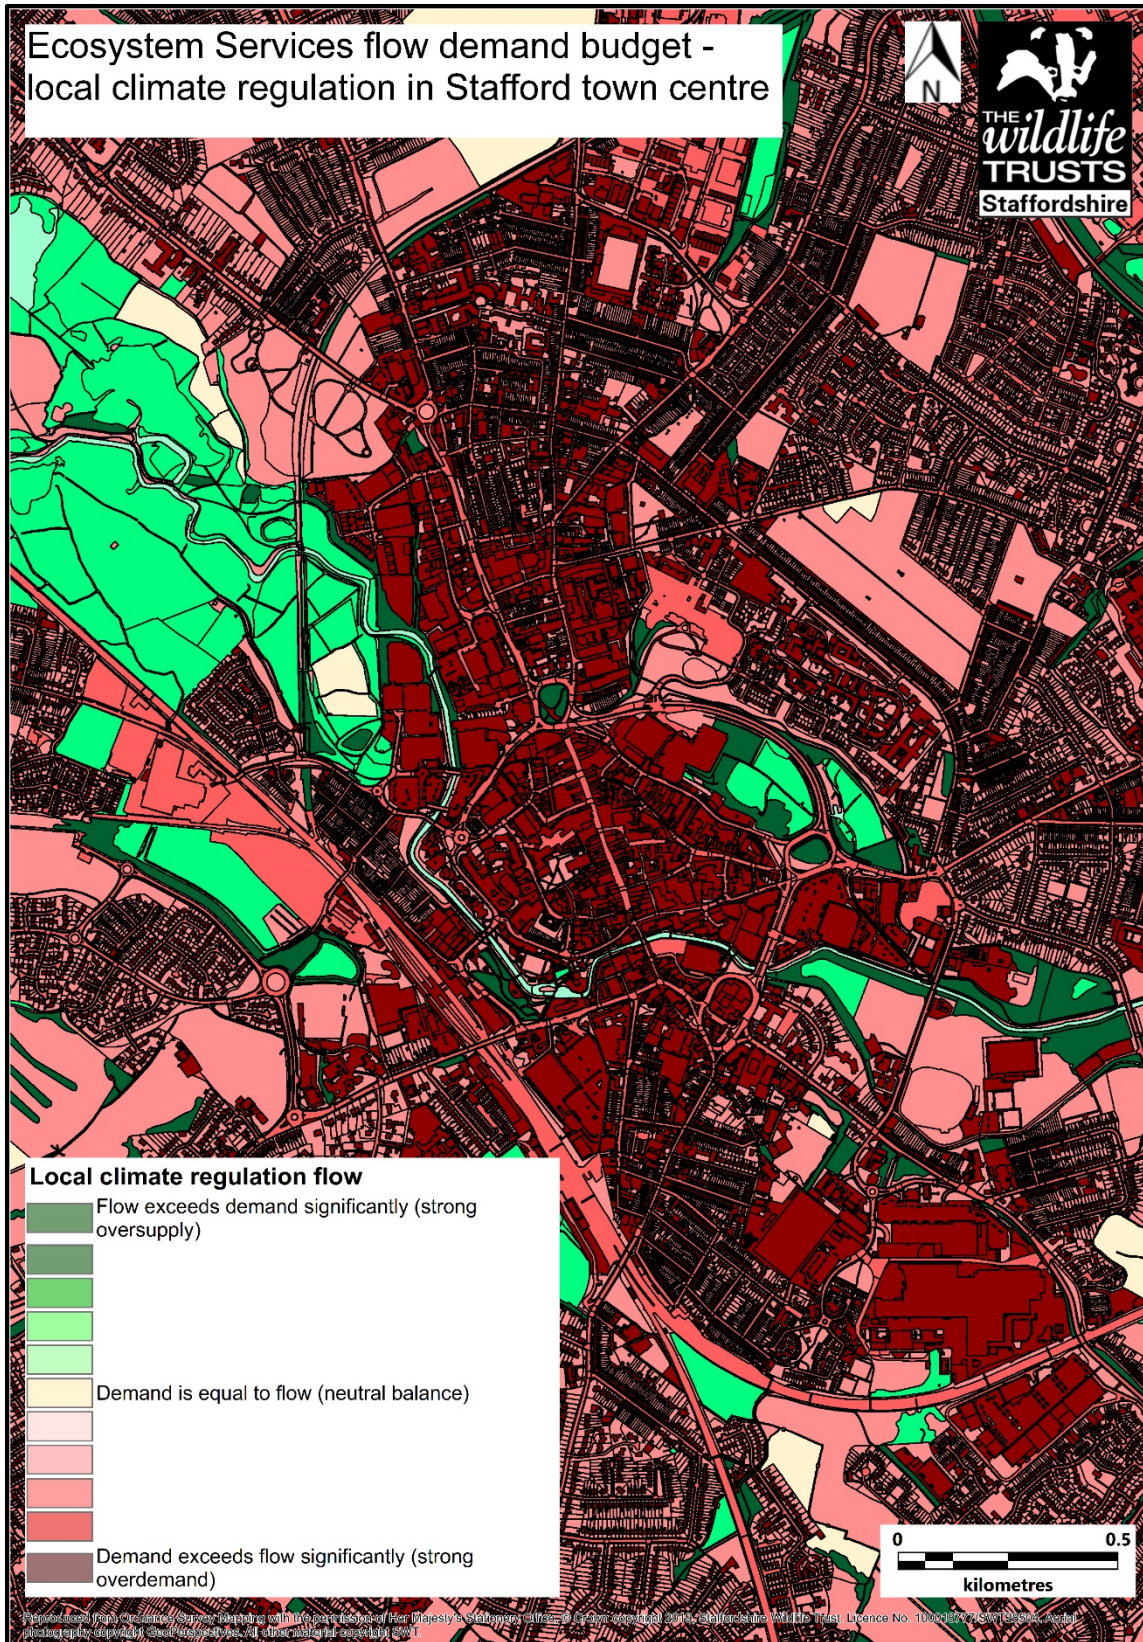 Ecosystem Services flow demand budget -
local climate regulation in Stafford town centre
N
THE
wildlife
TRUSTS
Staffordshire
Local climate regulation flow
Flow exceeds demand significantly (strong
oversupply)
Demand is equal to flow (neutral balance)
Demand exceeds flow significantly (strong
overdemand)
0 0.5
kilometres
Reproduced from Ordnance Survey Mapping with the permission of Her Majesty's Stationery Office. © Crown copyright 2019, Staffordshire Wildlife Trust. Licence No. Aerial
photography copyright GeoPerspectives. All other material copyright SWT.